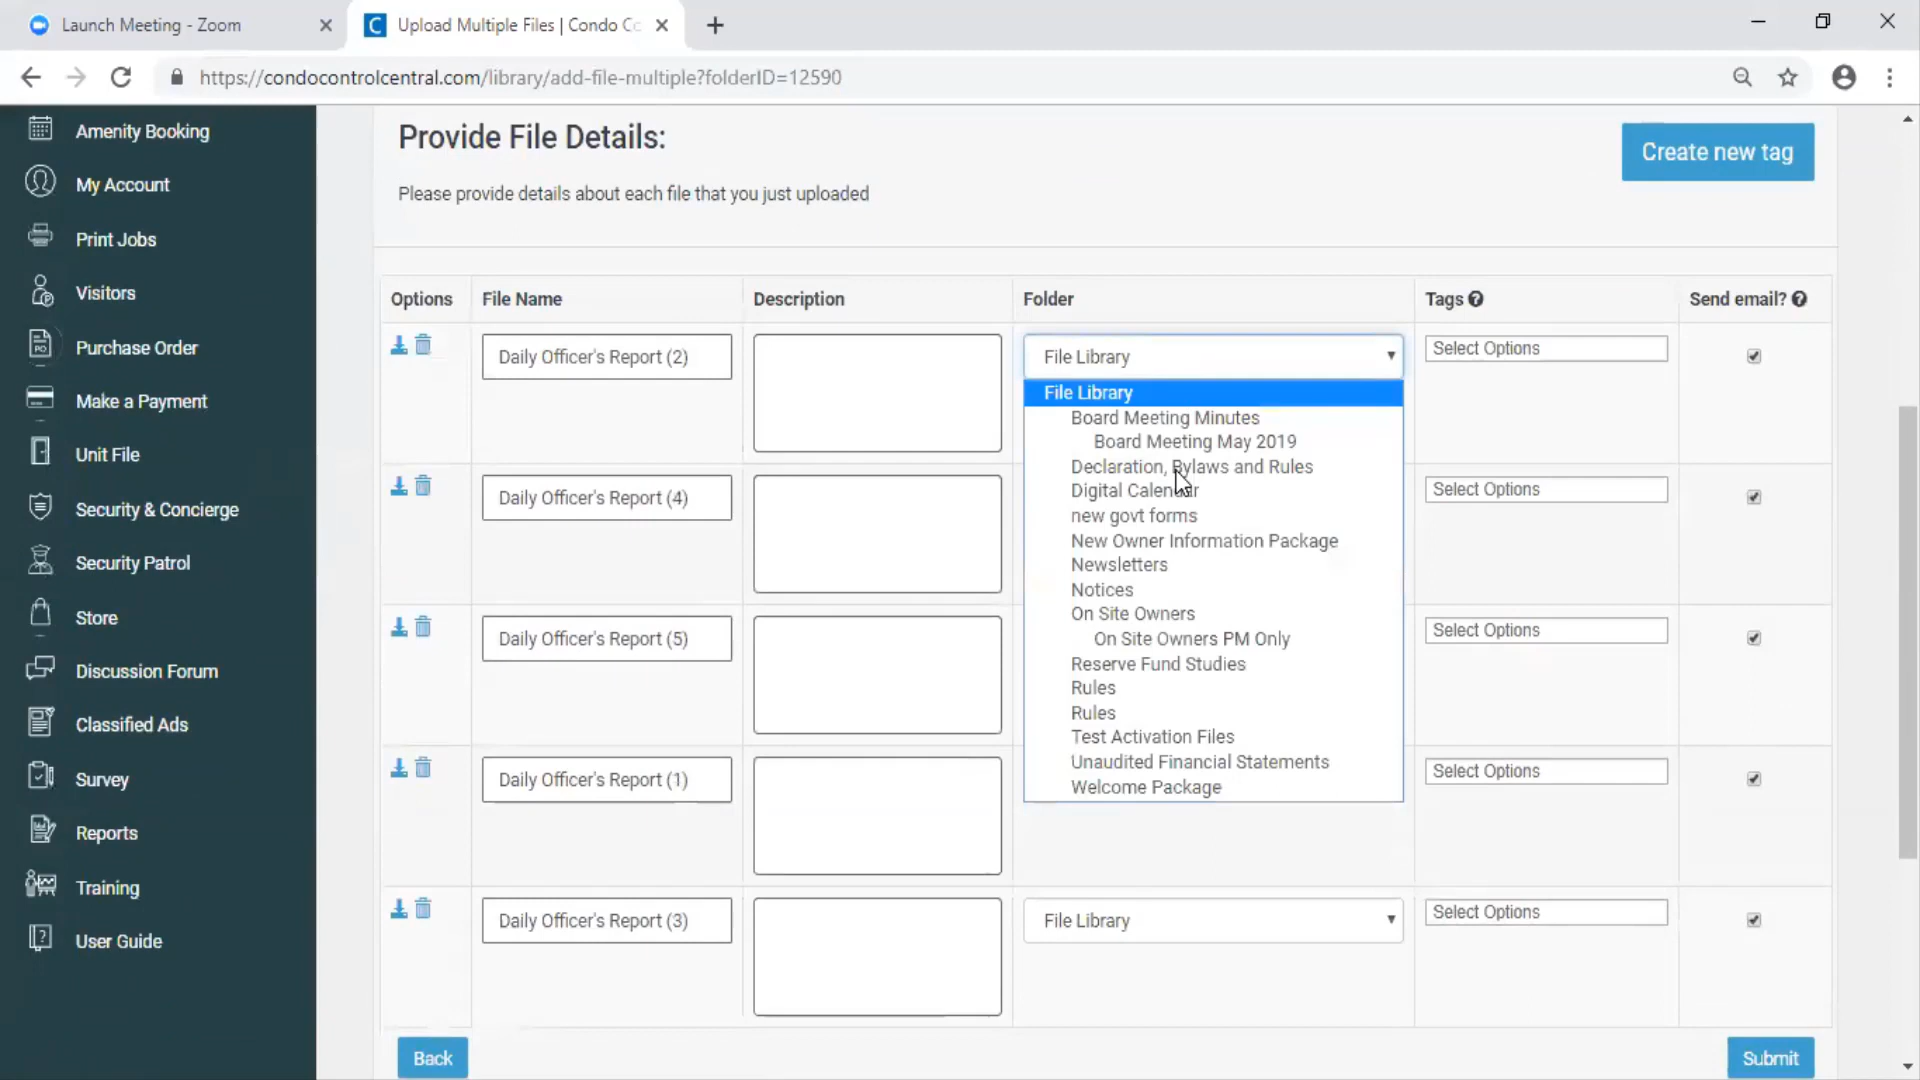 Launch Meeting - Zoom
Upload Multiple Files | Condo Cc
https://condocontrolcentral.com/library/add-file-multiple?folderID=12590
Amenity Booking
My Account
Print Jobs
Visitors
Purchase Order
Make a Payment
Unit File
Security & Concierge
Security Patrol
Store
Discussion Forum
Classified Ads
Survey
Reports
Training
User Guide
Provide File Details:
Create new tag
Please provide details about each file that you just uploaded
Options File Name Description Folder Tags Send email?
Daily Officer's Report (2) File Library Select Options
File Library
Board Meeting Minutes
Board Meeting May 2019
Declaration, Bylaws and Rules
Digital Calendar
new govt forms
New Owner Information Package
Newsletters
Notices
On Site Owners
On Site Owners PM Only
Reserve Fund Studies
Rules
Rules
Test Activation Files
Unaudited Financial Statements
Welcome Package
Daily Officer's Report (4) Select Options
Daily Officer's Report (5) Select Options
Daily Officer's Report (1) Select Options
Daily Officer's Report (3) File Library Select Options
Back Submit